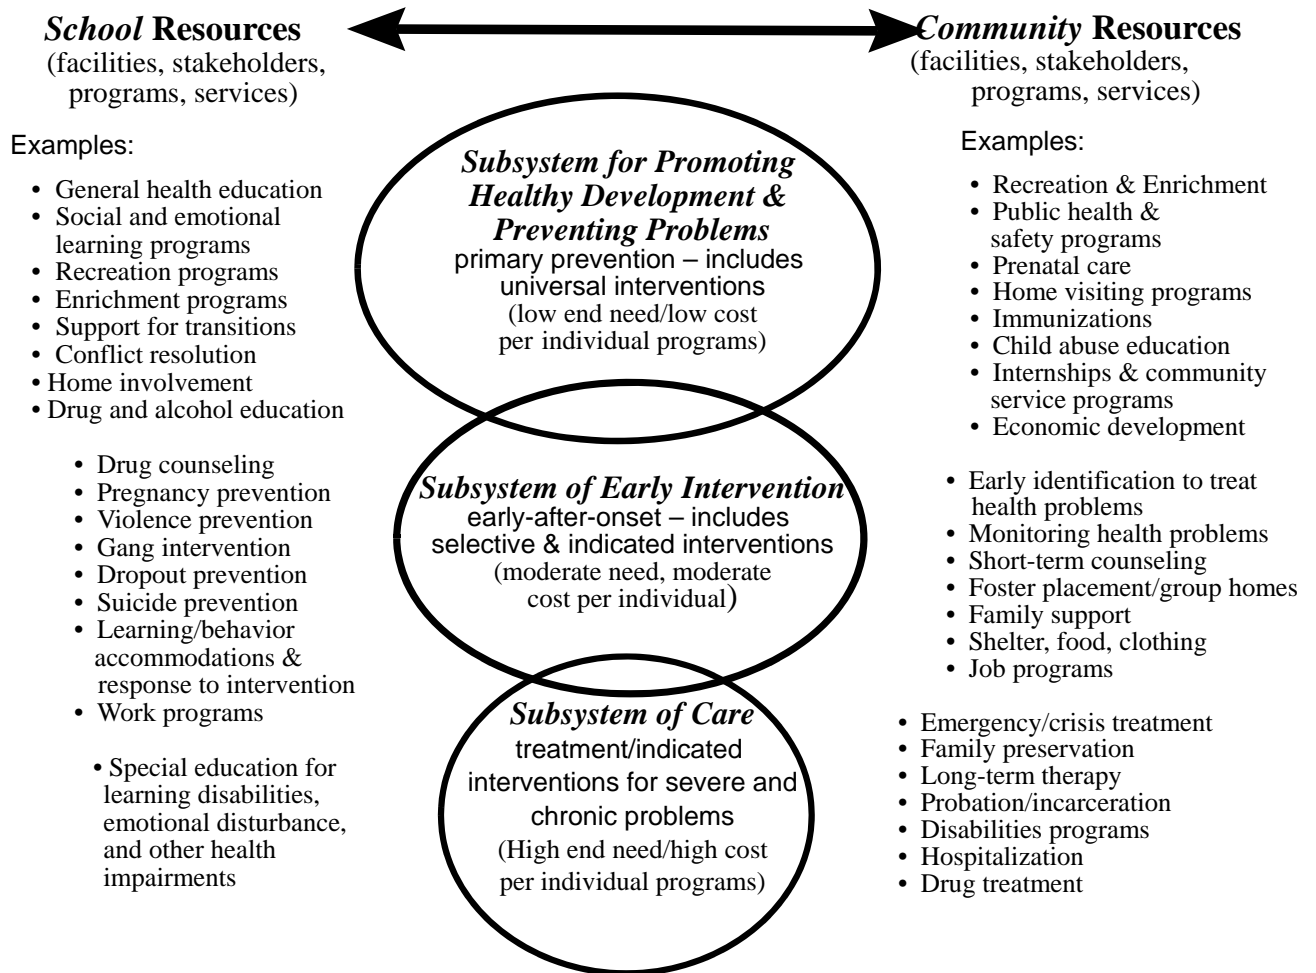 School Resources
(facilities, stakeholders,
programs, services)
Examples:
• General health education
• Social and emotional
learning programs
• Recreation programs
• Enrichment programs
• Support for transitions
• Conflict resolution
• Home involvement
• Drug and alcohol education
• Drug counseling
• Pregnancy prevention
• Violence prevention
• Gang intervention
• Dropout prevention
• Suicide prevention
• Learning/behavior
accommodations &
response to intervention
• Work programs
• Special education for
learning disabilities,
emotional disturbance,
and other health
impairments
Subsystem for Promoting
Healthy Development &
Preventing Problems
primary prevention – includes
universal interventions
(low end need/low cost
per individual programs)
Subsystem of Early Intervention
early-after-onset – includes
selective & indicated interventions
(moderate need, moderate
cost per individual)
Subsystem of Care
treatment/indicated
interventions for severe and
chronic problems
(High end need/high cost
per individual programs)
Community Resources
(facilities, stakeholders,
programs, services)
Examples:
• Recreation & Enrichment
• Public health &
safety programs
• Prenatal care
• Home visiting programs
• Immunizations
• Child abuse education
• Internships & community
service programs
• Economic development
• Early identification to treat
health problems
• Monitoring health problems
• Short-term counseling
• Foster placement/group homes
• Family support
• Shelter, food, clothing
• Job programs
• Emergency/crisis treatment
• Family preservation
• Long-term therapy
• Probation/incarceration
• Disabilities programs
• Hospitalization
• Drug treatment